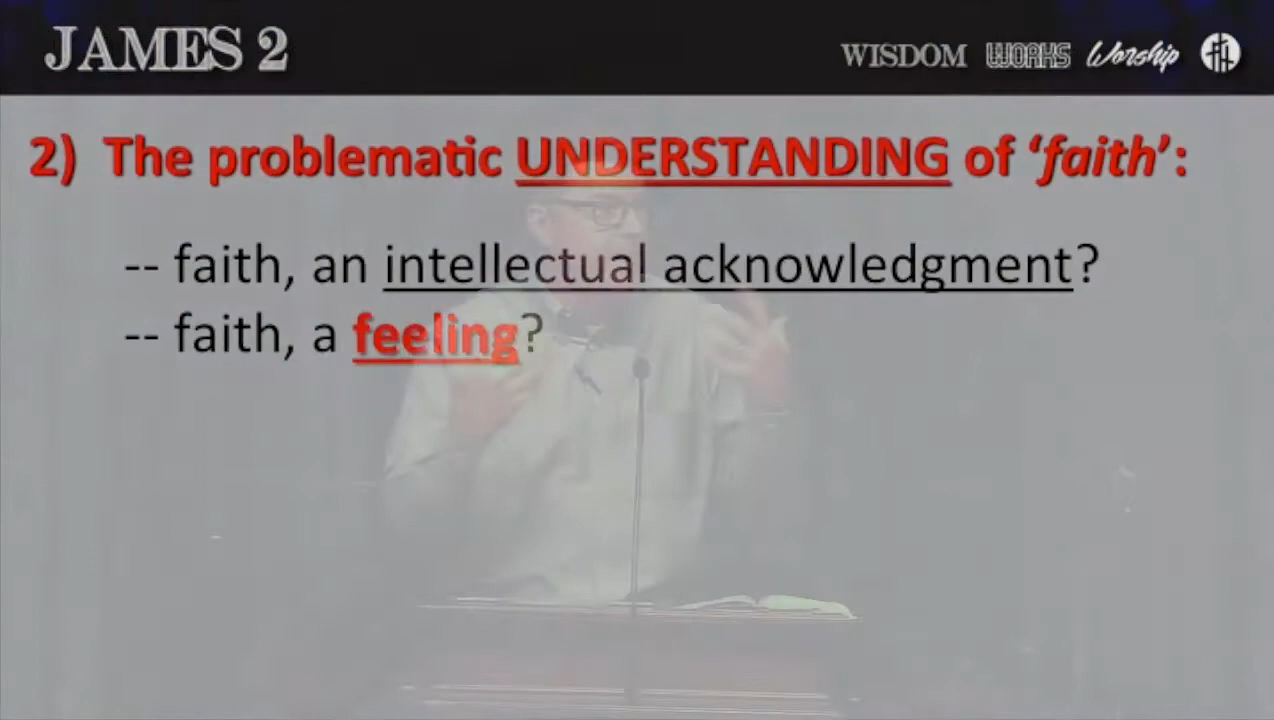 JAMES 2
WISDOM WORKS Worship
2) The problematic UNDERSTANDING of ‘faith’:
-- faith, an intellectual acknowledgment?
-- faith, a feeling?